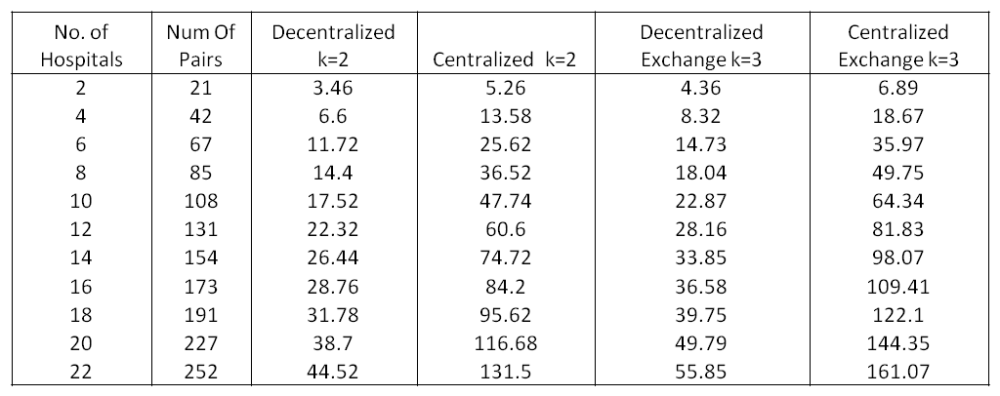 No. of Hospitals | Num Of Pairs | Decentralized k=2 | Centralized k=2 | Decentralized Exchange k=3 | Centralized Exchange k=3
2 | 21 | 3.46 | 5.26 | 4.36 | 6.89
4 | 42 | 6.6 | 13.58 | 8.32 | 18.67
6 | 67 | 11.72 | 25.62 | 14.73 | 35.97
8 | 85 | 14.4 | 36.52 | 18.04 | 49.75
10 | 108 | 17.52 | 47.74 | 22.87 | 64.34
12 | 131 | 22.32 | 60.6 | 28.16 | 81.83
14 | 154 | 26.44 | 74.72 | 33.85 | 98.07
16 | 173 | 28.76 | 84.2 | 36.58 | 109.41
18 | 191 | 31.78 | 95.62 | 39.75 | 122.1
20 | 227 | 38.7 | 116.68 | 49.79 | 144.35
22 | 252 | 44.52 | 131.5 | 55.85 | 161.07